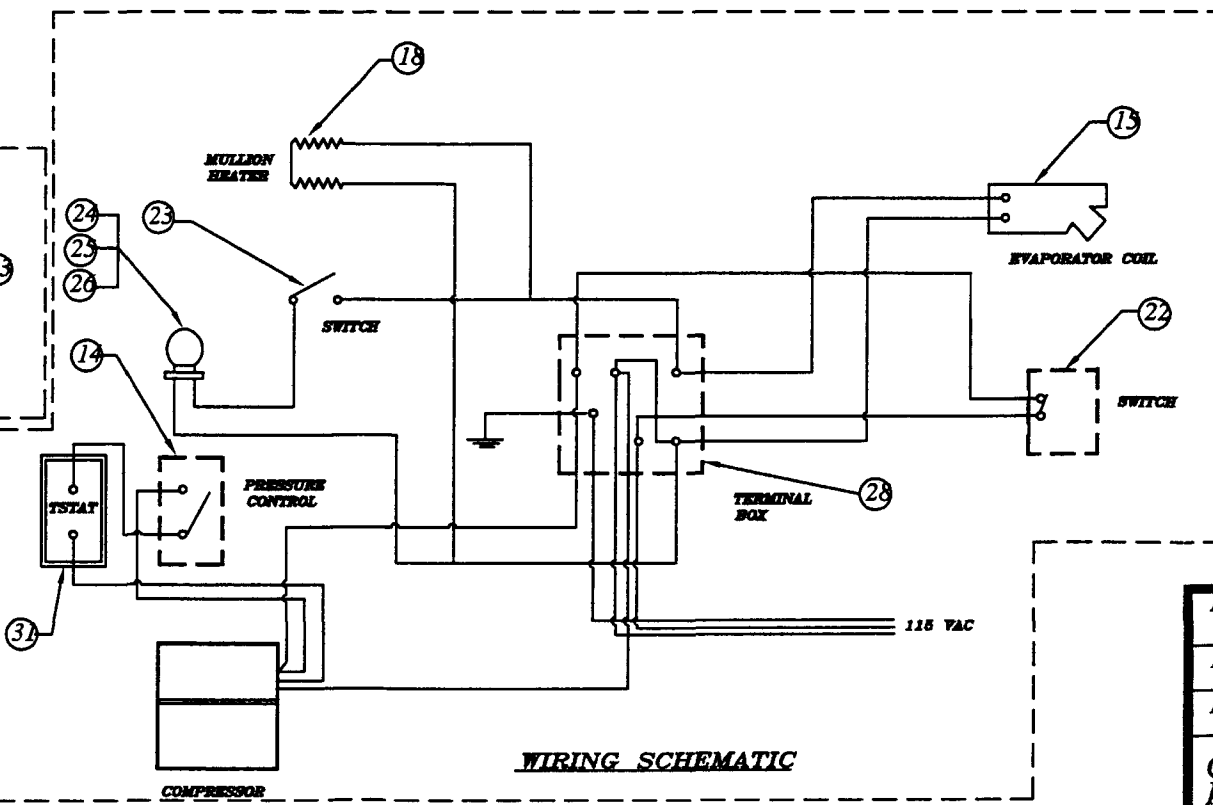 18
MULLION
HEATER
15
EVAPORATOR COIL
24
25
26
23
SWITCH
3
14
22
SWITCH
PRESSURE
CONTROL
TSTAT
TERMINAL
BOX
28
31
115 VAC
WIRING SCHEMATIC
COMPRESSOR